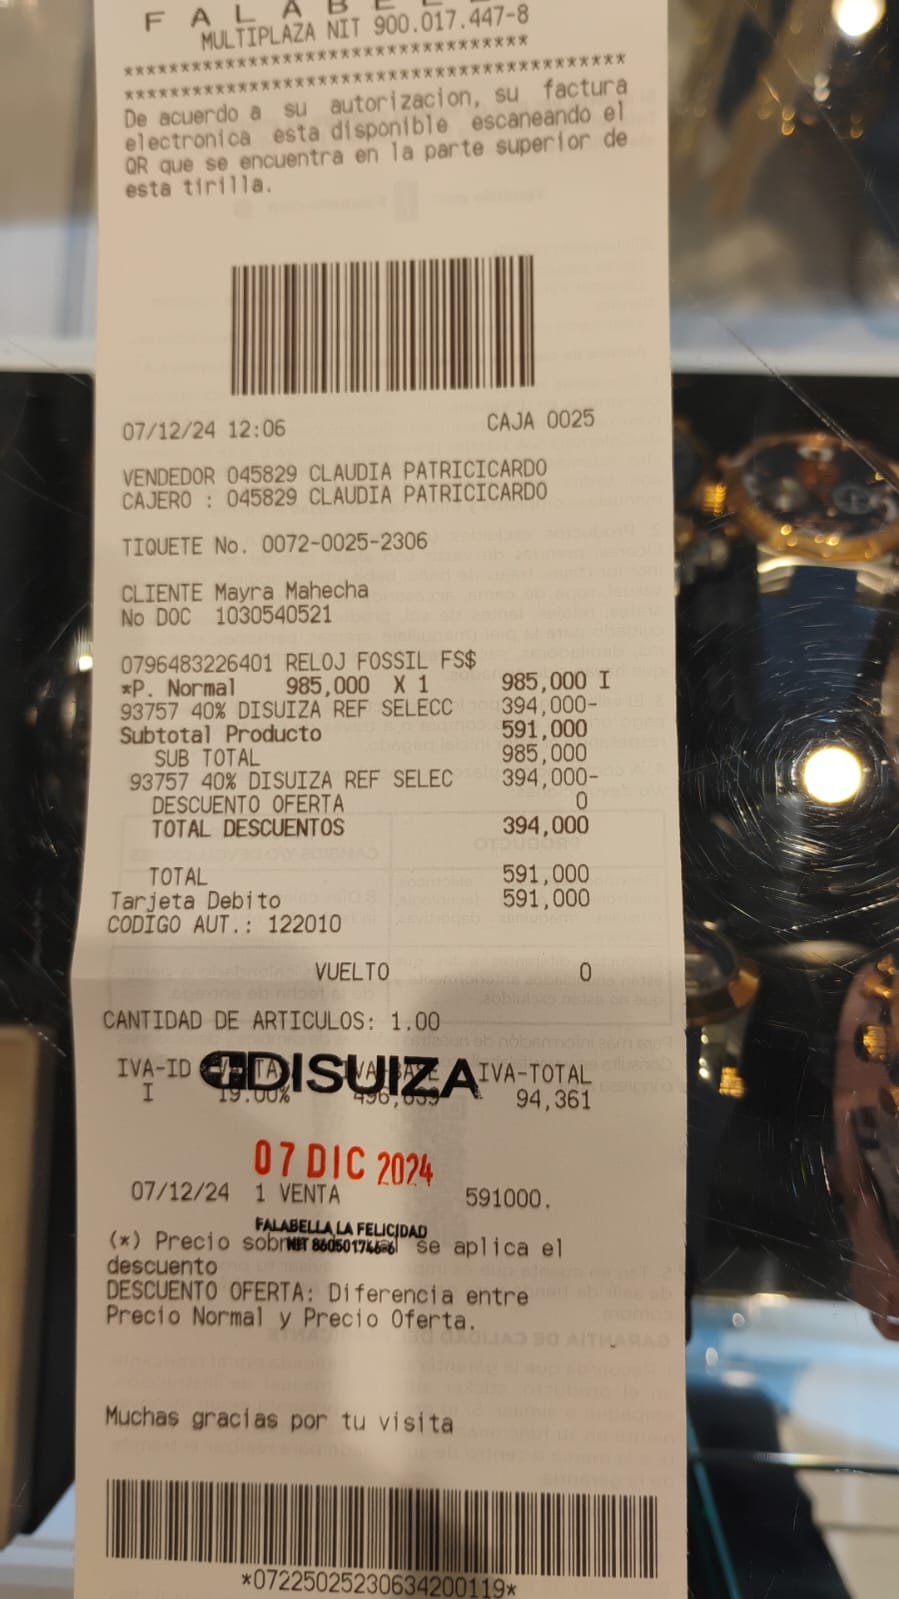 F A L A B E L L
MULTIPLAZA NIT 900.017.447-8
************************************
********************************************
De acuerdo a su autorizacion, su factura
electronica esta disponible escaneando el
QR que se encuentra en la parte superior de
esta tirilla.
07/12/24 12:06 CAJA 0025
VENDEDOR 045829 CLAUDIA PATRICICARDO
CAJERO : 045829 CLAUDIA PATRICICARDO
TIQUETE No. 0072-0025-2306
CLIENTE Mayra Mahecha
No DOC 1030540521
0796483226401 RELOJ FOSSIL FS$
*P. Normal 985,000 X 1 985,000 I
93757 40% DISUIZA REF SELECC 394,000-
Subtotal Producto 591,000
SUB TOTAL 985,000
93757 40% DISUIZA REF SELEC 394,000-
DESCUENTO OFERTA 0
TOTAL DESCUENTOS 394,000
TOTAL 591,000
Tarjeta Debito 591,000
CODIGO AUT.: 122010
VUELTO 0
CANTIDAD DE ARTICULOS: 1.00
IVA-ID IVA-BASE IVA-TOTAL
DISUIZA
I 19.00% 496,639 94,361
07 DIC 2024
07/12/24 1 VENTA 591000.
FALABELLA LA FELICIDAD
(*) Precio sobre se aplica el
descuento
DESCUENTO OFERTA: Diferencia entre
Precio Normal y Precio Oferta.
Muchas gracias por tu visita
*07225025230634200119*